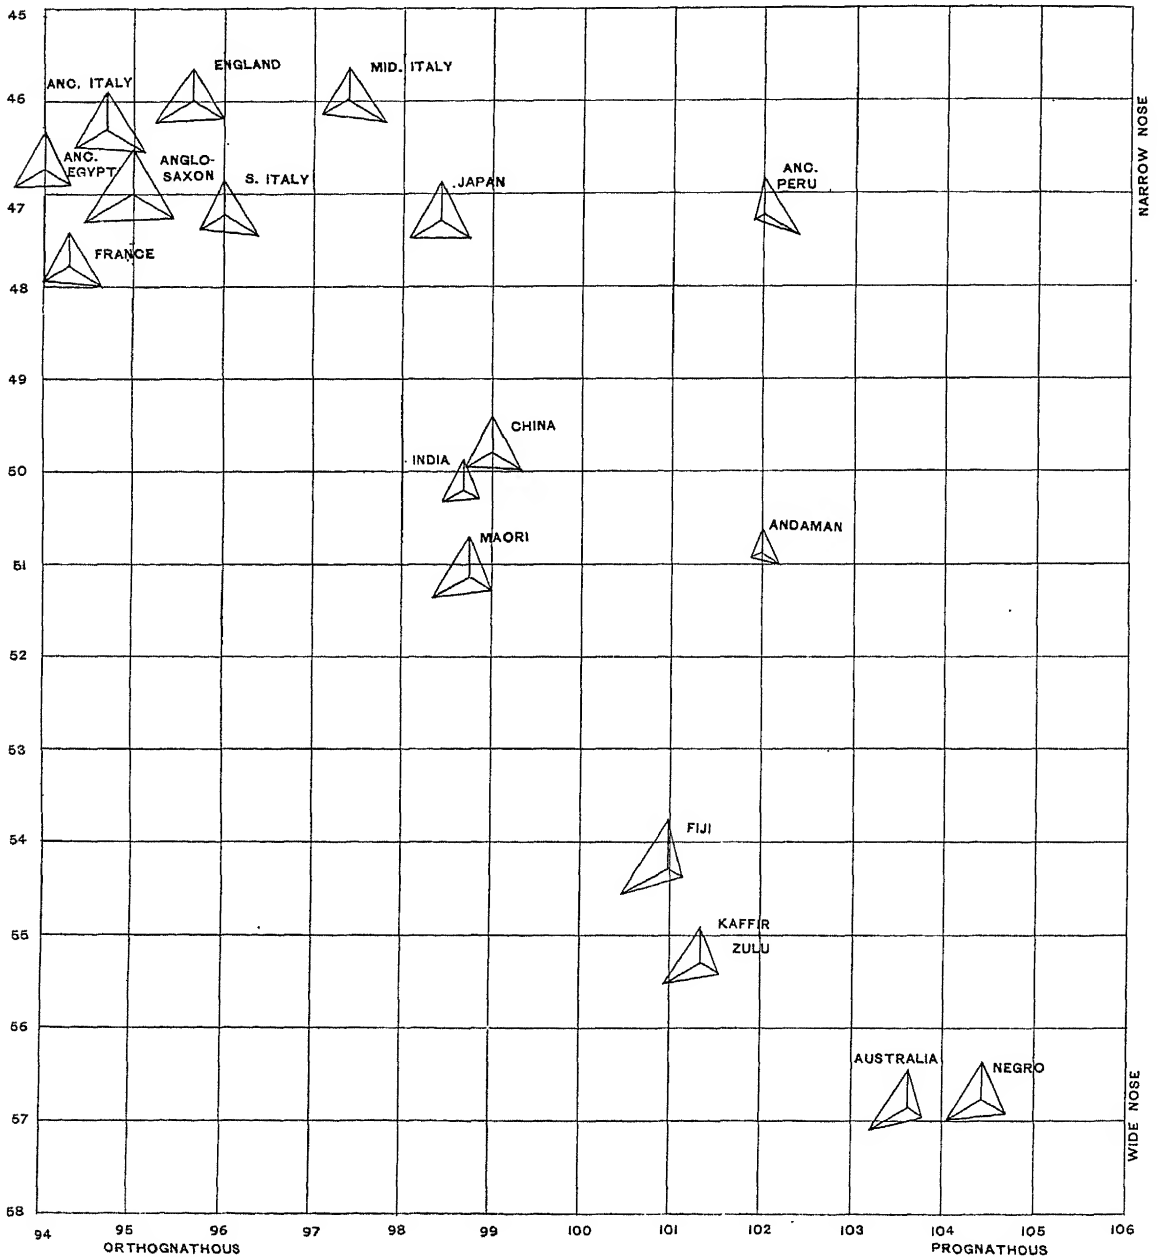 45
ENGLAND
MID. ITALY
ANC. ITALY
46
NARROW NOSE
ANC.
EGYPT
ANGLO-
SAXON
S. ITALY
JAPAN
ANC.
PERU
47
FRANCE
48
49
CHINA
INDIA
50
ANDAMAN
MAORI
51
52
53
FIJI
54
KAFFIR
ZULU
55
56
AUSTRALIA
NEGRO
57
WIDE NOSE
58
94 95 96 97 98 99 100 101 102 103 104 105 106
ORTHOGNATHOUS PROGNATHOUS